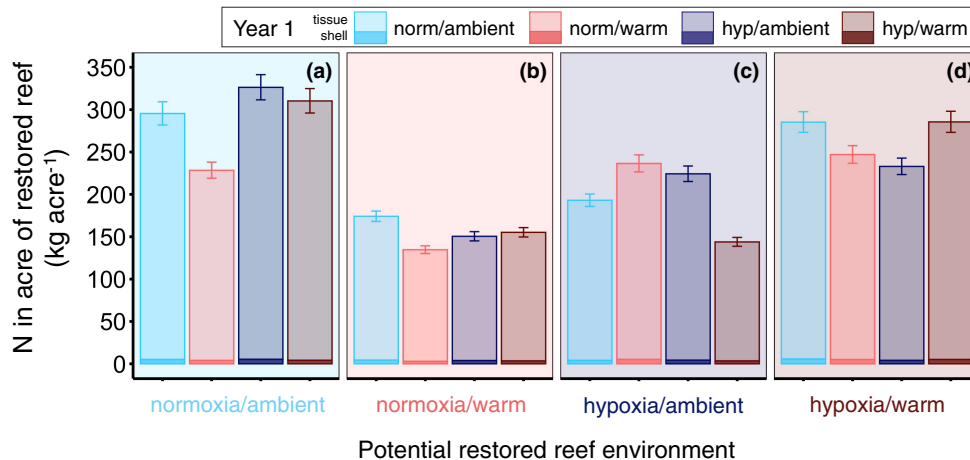 Year 1 tissue shell norm/ambient norm/warm hyp/ambient hyp/warm
(a) (b) (c) (d)
N in acre of restored reef
(kg acre⁻¹)
350
300
250
200
150
100
50
0
normoxia/ambient normoxia/warm hypoxia/ambient hypoxia/warm
Potential restored reef environment